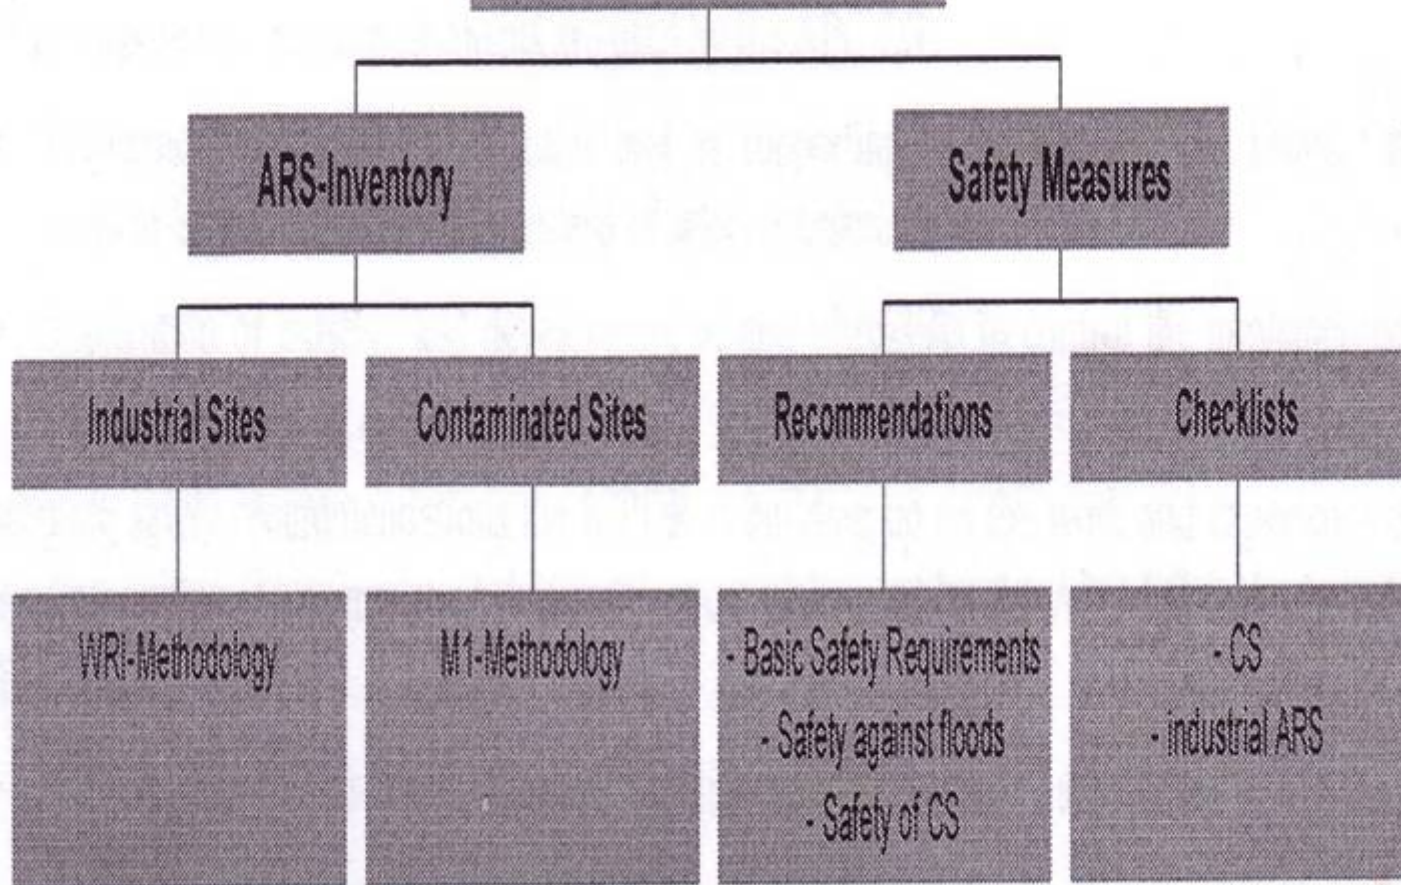 ARS-Inventory
Safety Measures
Industrial Sites
Contaminated Sites
Recommendations
Checklists
WRI-Methodology
M1-Methodology
- Basic Safety Requirements
- Safety against floods
- Safety of CS
- CS
- industrial ARS